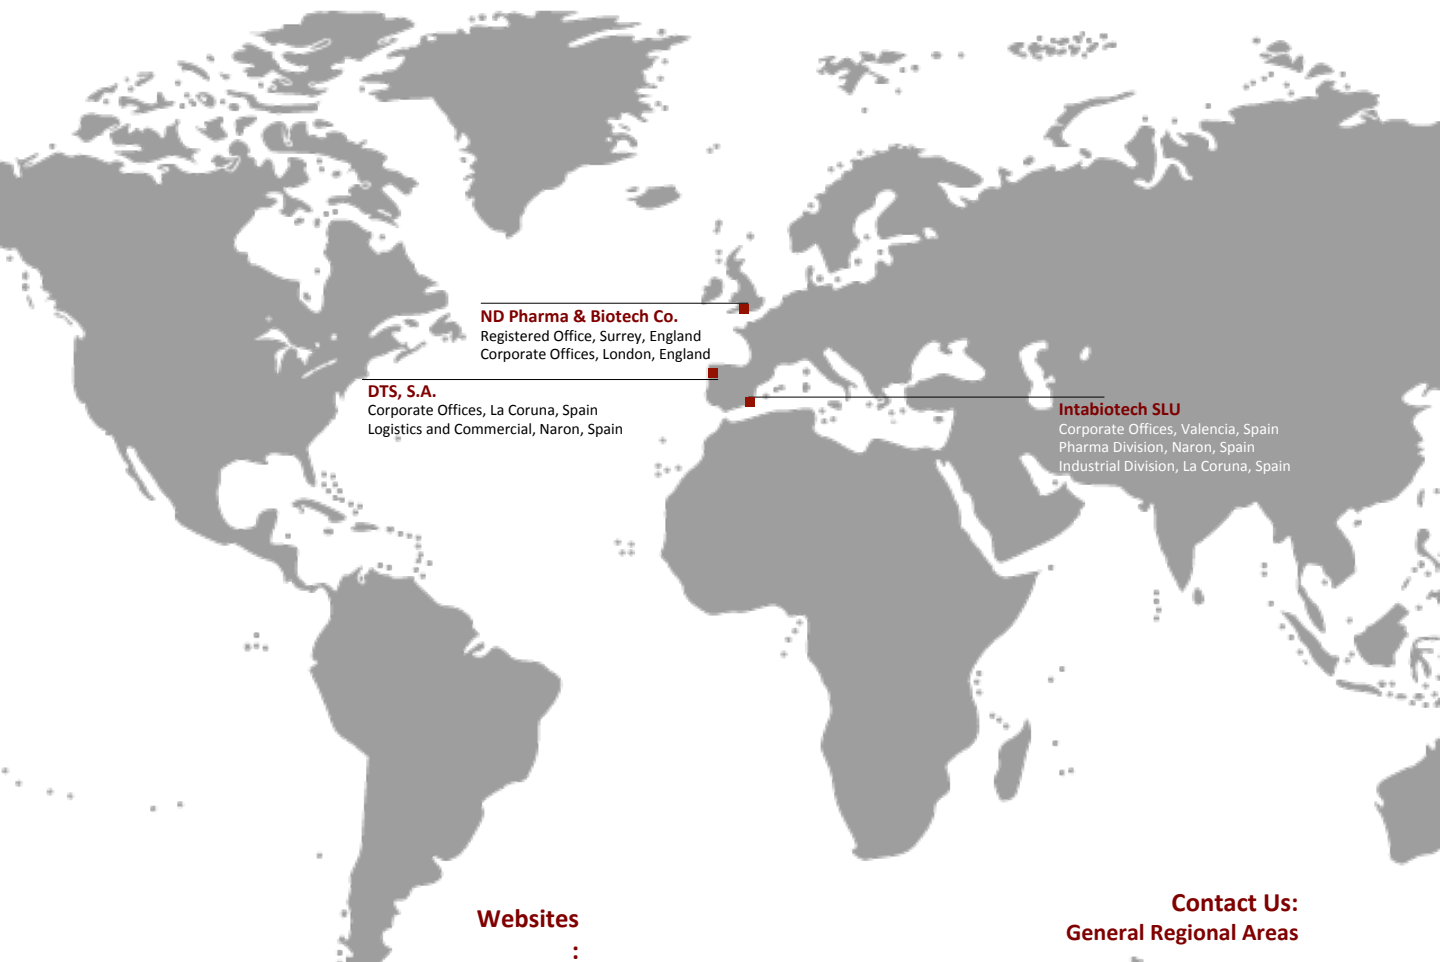 ND Pharma & Biotech Co.
Registered Office, Surrey, England
Corporate Offices, London, England
DTS, S.A.
Corporate Offices, La Coruna, Spain
Logistics and Commercial, Naron, Spain
Intabiotech SLU
Corporate Offices, Valencia, Spain
Pharma Division, Naron, Spain
Industrial Division, La Coruna, Spain
Websites
:
Contact Us:
General Regional Areas